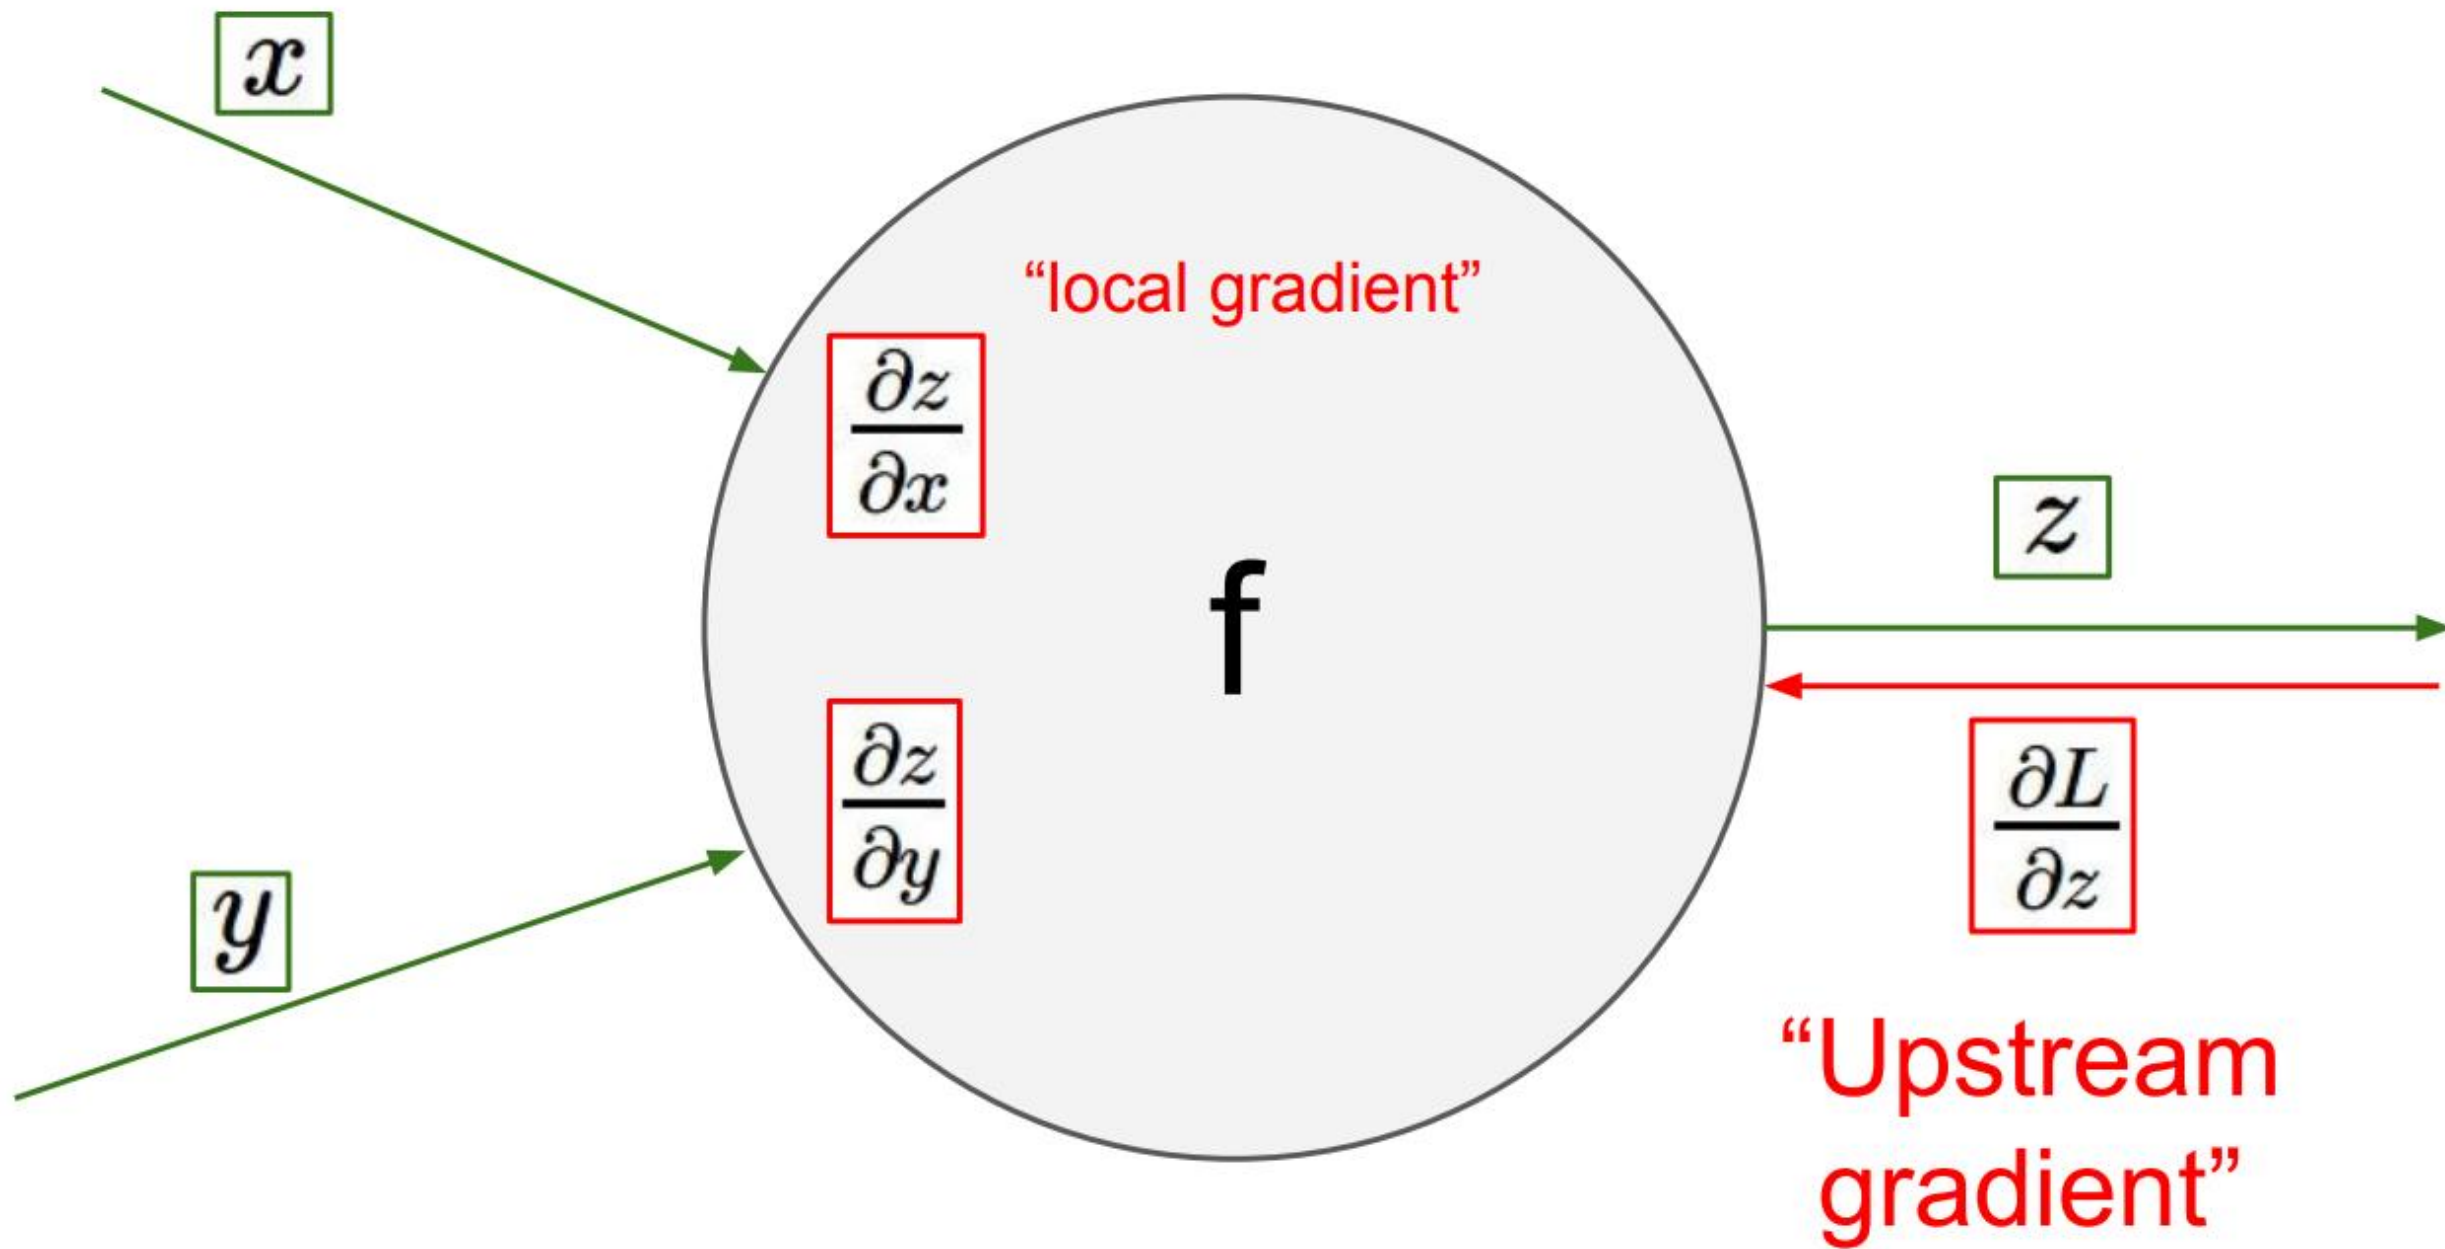 x
“local gradient”
∂z
∂x
z
f
∂z
∂y
∂L
∂z
y
“Upstream
gradient”